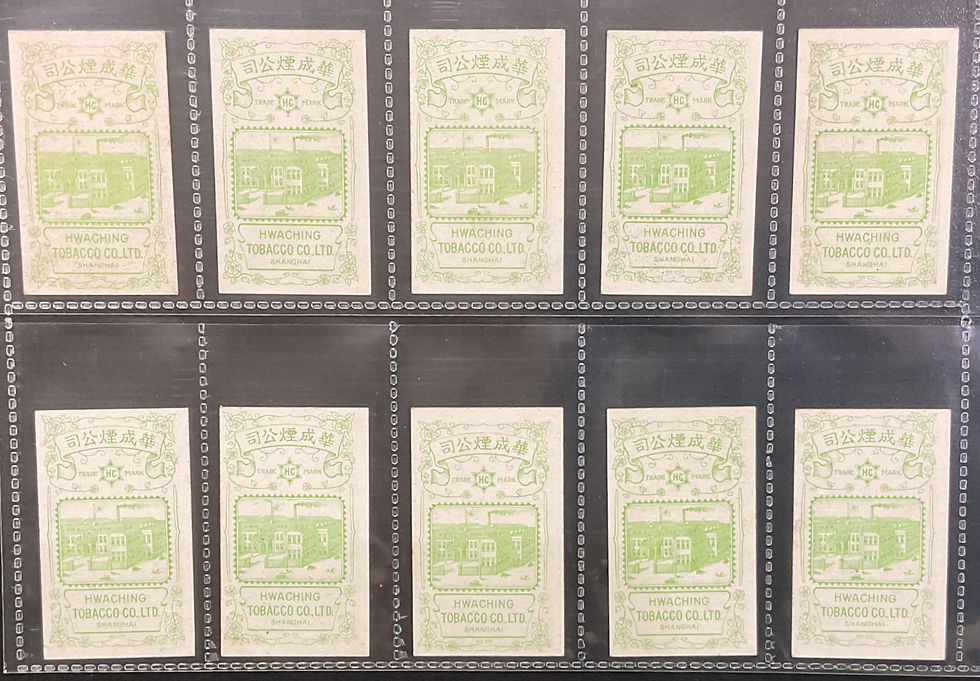 華成煙公司
TRADE HC MARK
HWACHING
TOBACCO CO.,LTD.
SHANGHAI
華成煙公司
TRADE HC MARK
HWACHING
TOBACCO CO.,LTD.
SHANGHAI
華成煙公司
TRADE HC MARK
HWACHING
TOBACCO CO.,LTD.
SHANGHAI
華成煙公司
TRADE HC MARK
HWACHING
TOBACCO CO.,LTD.
SHANGHAI
華成煙公司
TRADE HC MARK
HWACHING
TOBACCO CO.,LTD.
SHANGHAI
華成煙公司
TRADE HC MARK
HWACHING
TOBACCO CO.,LTD.
SHANGHAI
華成煙公司
TRADE HC MARK
HWACHING
TOBACCO CO.,LTD.
SHANGHAI
華成煙公司
TRADE HC MARK
HWACHING
TOBACCO CO.,LTD.
SHANGHAI
華成煙公司
TRADE HC MARK
HWACHING
TOBACCO CO.,LTD.
SHANGHAI
華成煙公司
TRADE HC MARK
HWACHING
TOBACCO CO.,LTD.
SHANGHAI